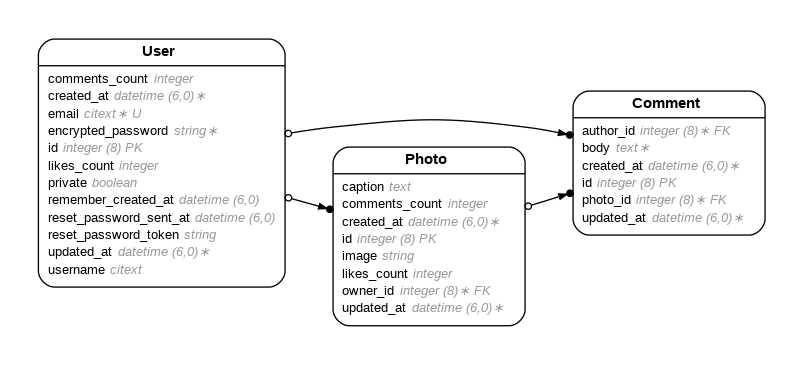 User
comments_count integer
created_at datetime (6,0)∗
email citext∗ U
encrypted_password string∗
id integer (8) PK
likes_count integer
private boolean
remember_created_at datetime (6,0)
reset_password_sent_at datetime (6,0)
reset_password_token string
updated_at datetime (6,0)∗
username citext
Photo
caption text
comments_count integer
created_at datetime (6,0)∗
id integer (8) PK
image string
likes_count integer
owner_id integer (8)∗ FK
updated_at datetime (6,0)∗
Comment
author_id integer (8)∗ FK
body text∗
created_at datetime (6,0)∗
id integer (8) PK
photo_id integer (8)∗ FK
updated_at datetime (6,0)∗